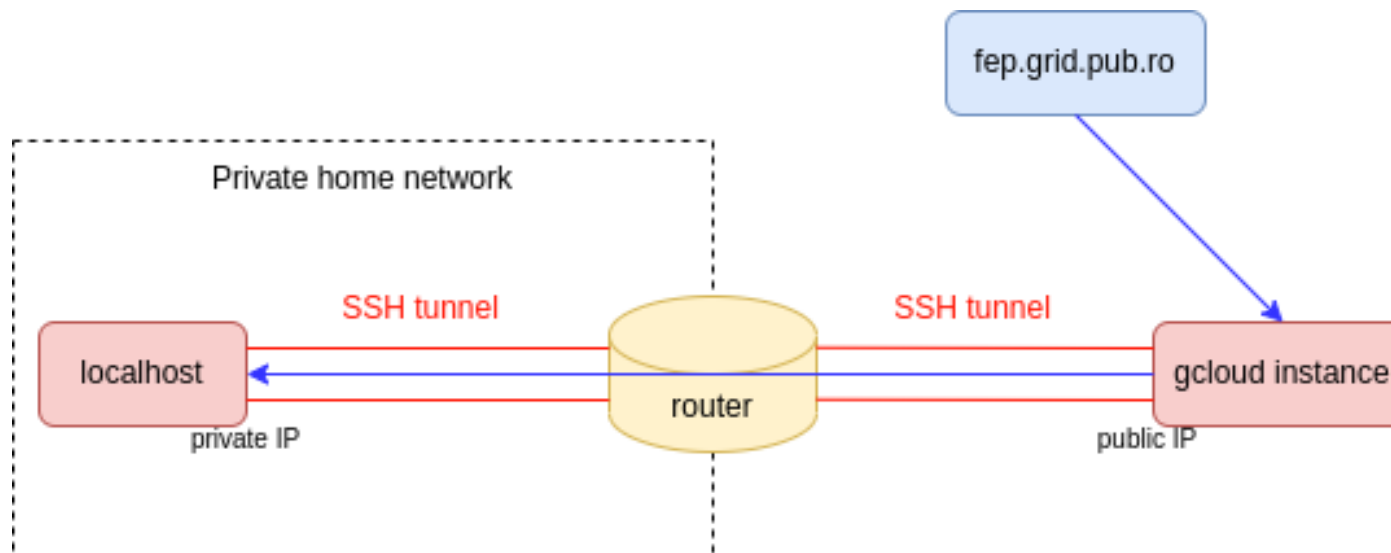 fep.grid.pub.ro
Private home network
SSH tunnel
SSH tunnel
localhost
gcloud instance
router
private IP
public IP